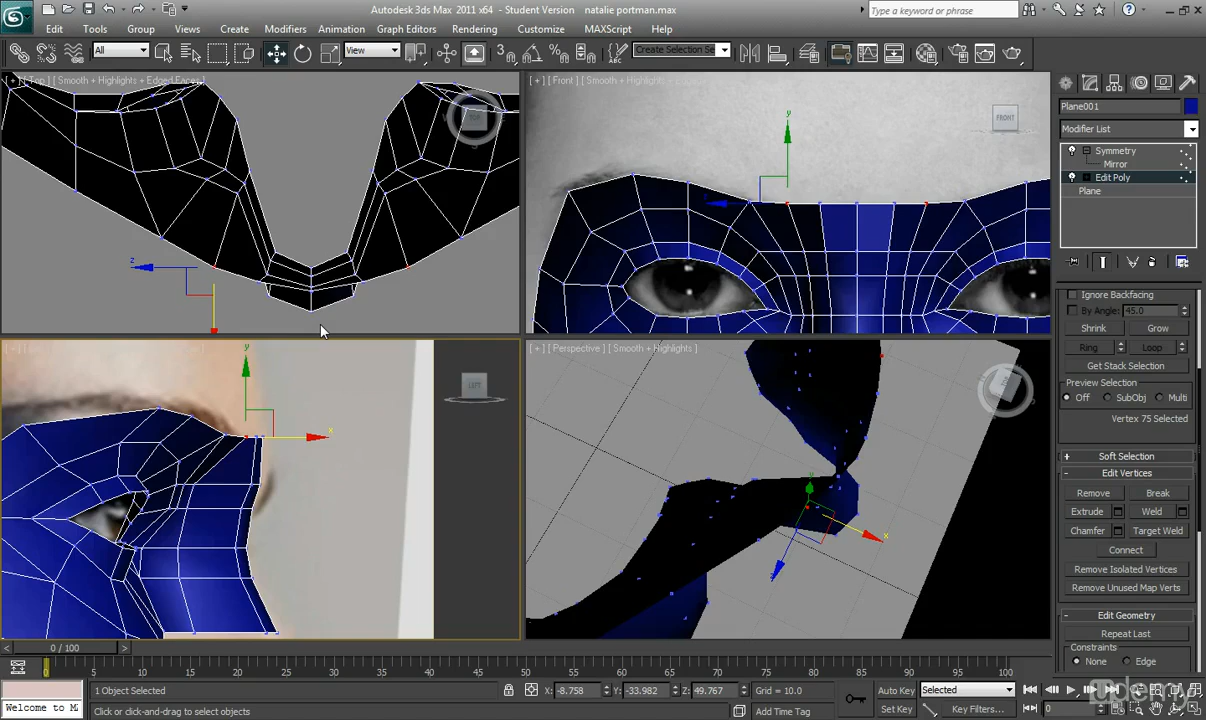 Autodesk 3ds Max 2011 x64 - Student Version natalie portman.max
Type a keyword or phrase
Edit Tools Group Views Create Modifiers Animation Graph Editors Rendering Customize MAXScript Help
All View Create Selection Se
[ + ] [ Top ] [ Smooth + Highlights + Edged Faces ]
[ + ] [ Front ] [ Smooth + Highlights
TOP
FRONT
Plane001
Modifier List
Symmetry
Mirror
Edit Poly
Plane
Ignore Backfacing
By Angle: 45.0
Shrink Grow
Ring Loop
Get Stack Selection
Preview Selection
Off SubObj Multi
Vertex 75 Selected
Soft Selection
Edit Vertices
Remove Break
Extrude Weld
Chamfer Target Weld
Connect
Remove Isolated Vertices
Remove Unused Map Verts
Edit Geometry
Repeat Last
Constraints
None Edge
LEFT
[ + ] [ Perspective ] [ Smooth + Highlights ]
z
y
x
0 / 100
0 5 10 15 20 25 30 35 40 45 50 55 60 65 70 75 80 85 90 95 100
1 Object Selected X: -8.758 Y: -33.982 Z: 49.767 Grid = 10.0 Auto Key Selected
Welcome to MA Click or click-and-drag to select objects Add Time Tag Set Key Key Filters... 0
udemy